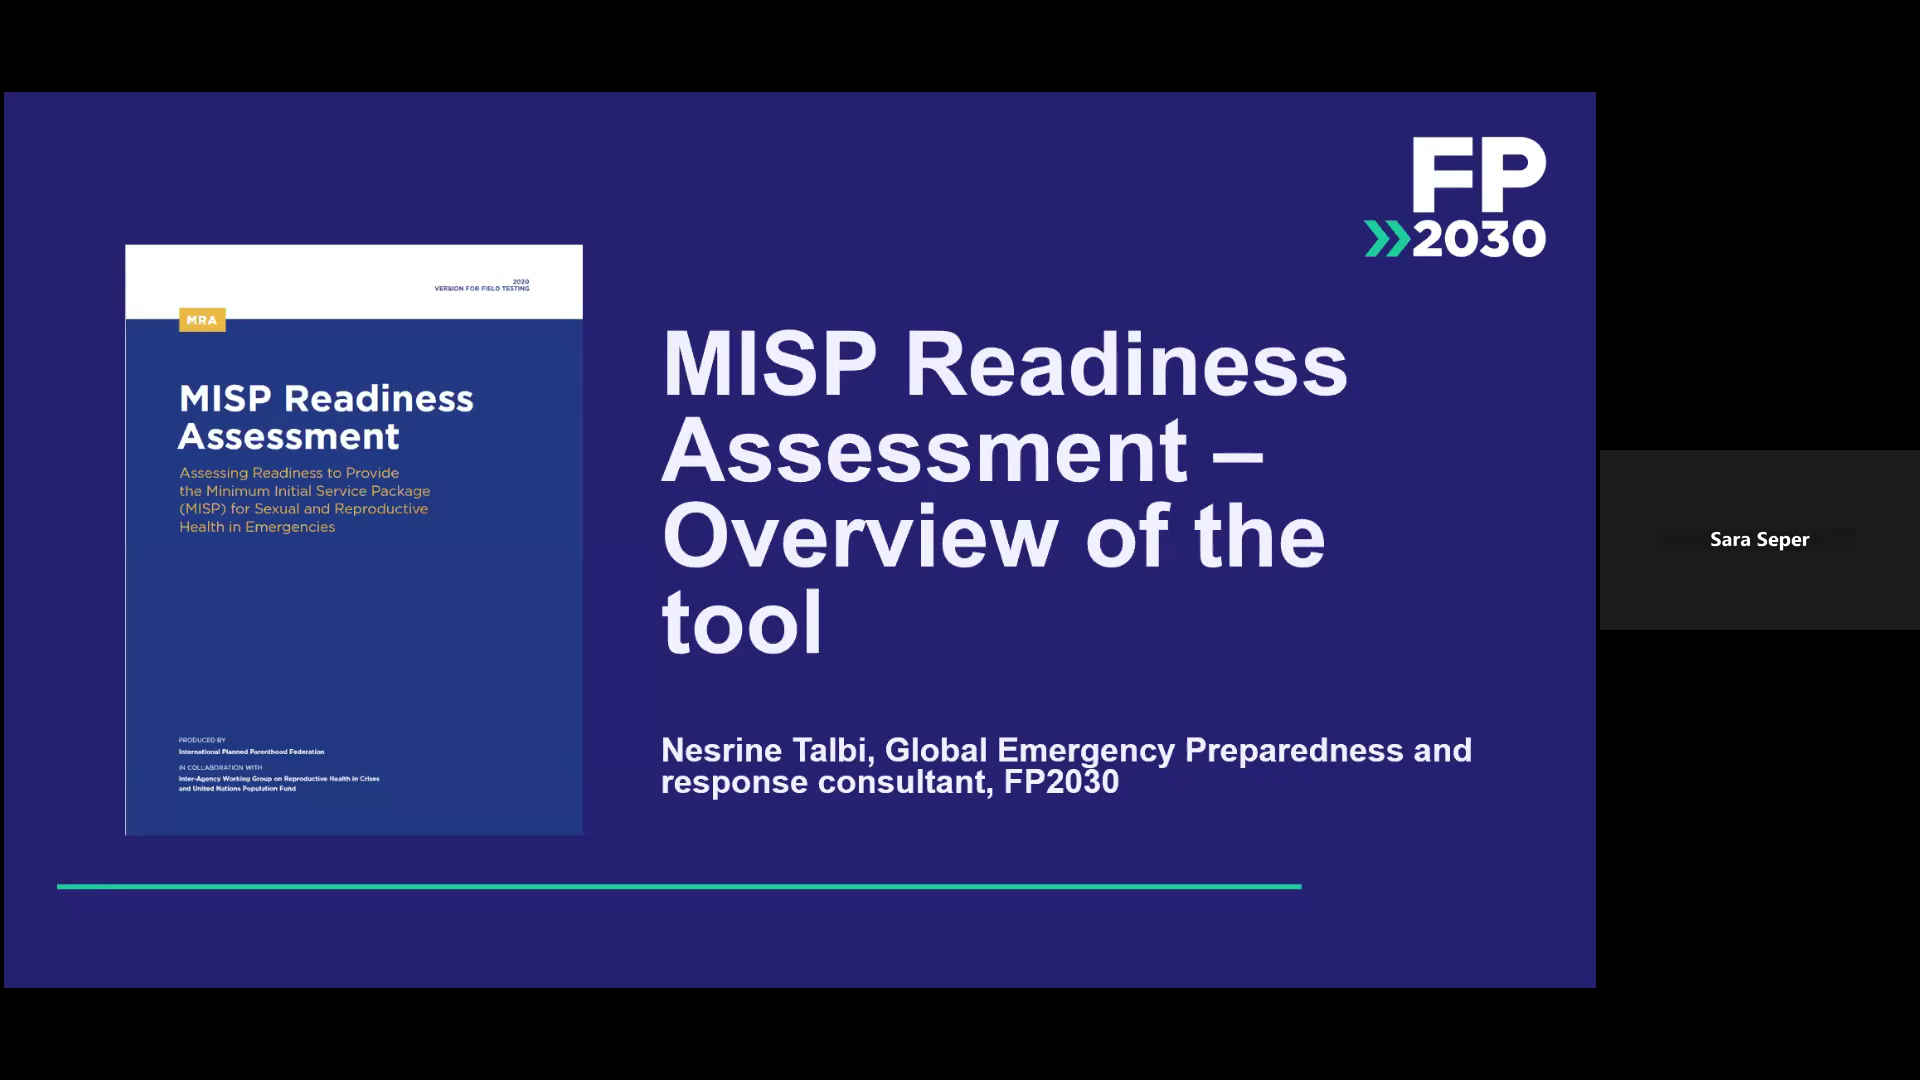 FP
2030
2020
VERSION FOR FIELD TESTING
MRA
MISP Readiness
Assessment
Assessing Readiness to Provide
the Minimum Initial Service Package
(MISP) for Sexual and Reproductive
Health in Emergencies
PRODUCED BY
International Planned Parenthood Federation
IN COLLABORATION WITH
Inter-Agency Working Group on Reproductive Health in Crises
and United Nations Population Fund
MISP Readiness
Assessment –
Overview of the
tool
Nesrine Talbi, Global Emergency Preparedness and
response consultant, FP2030
Sara Seper